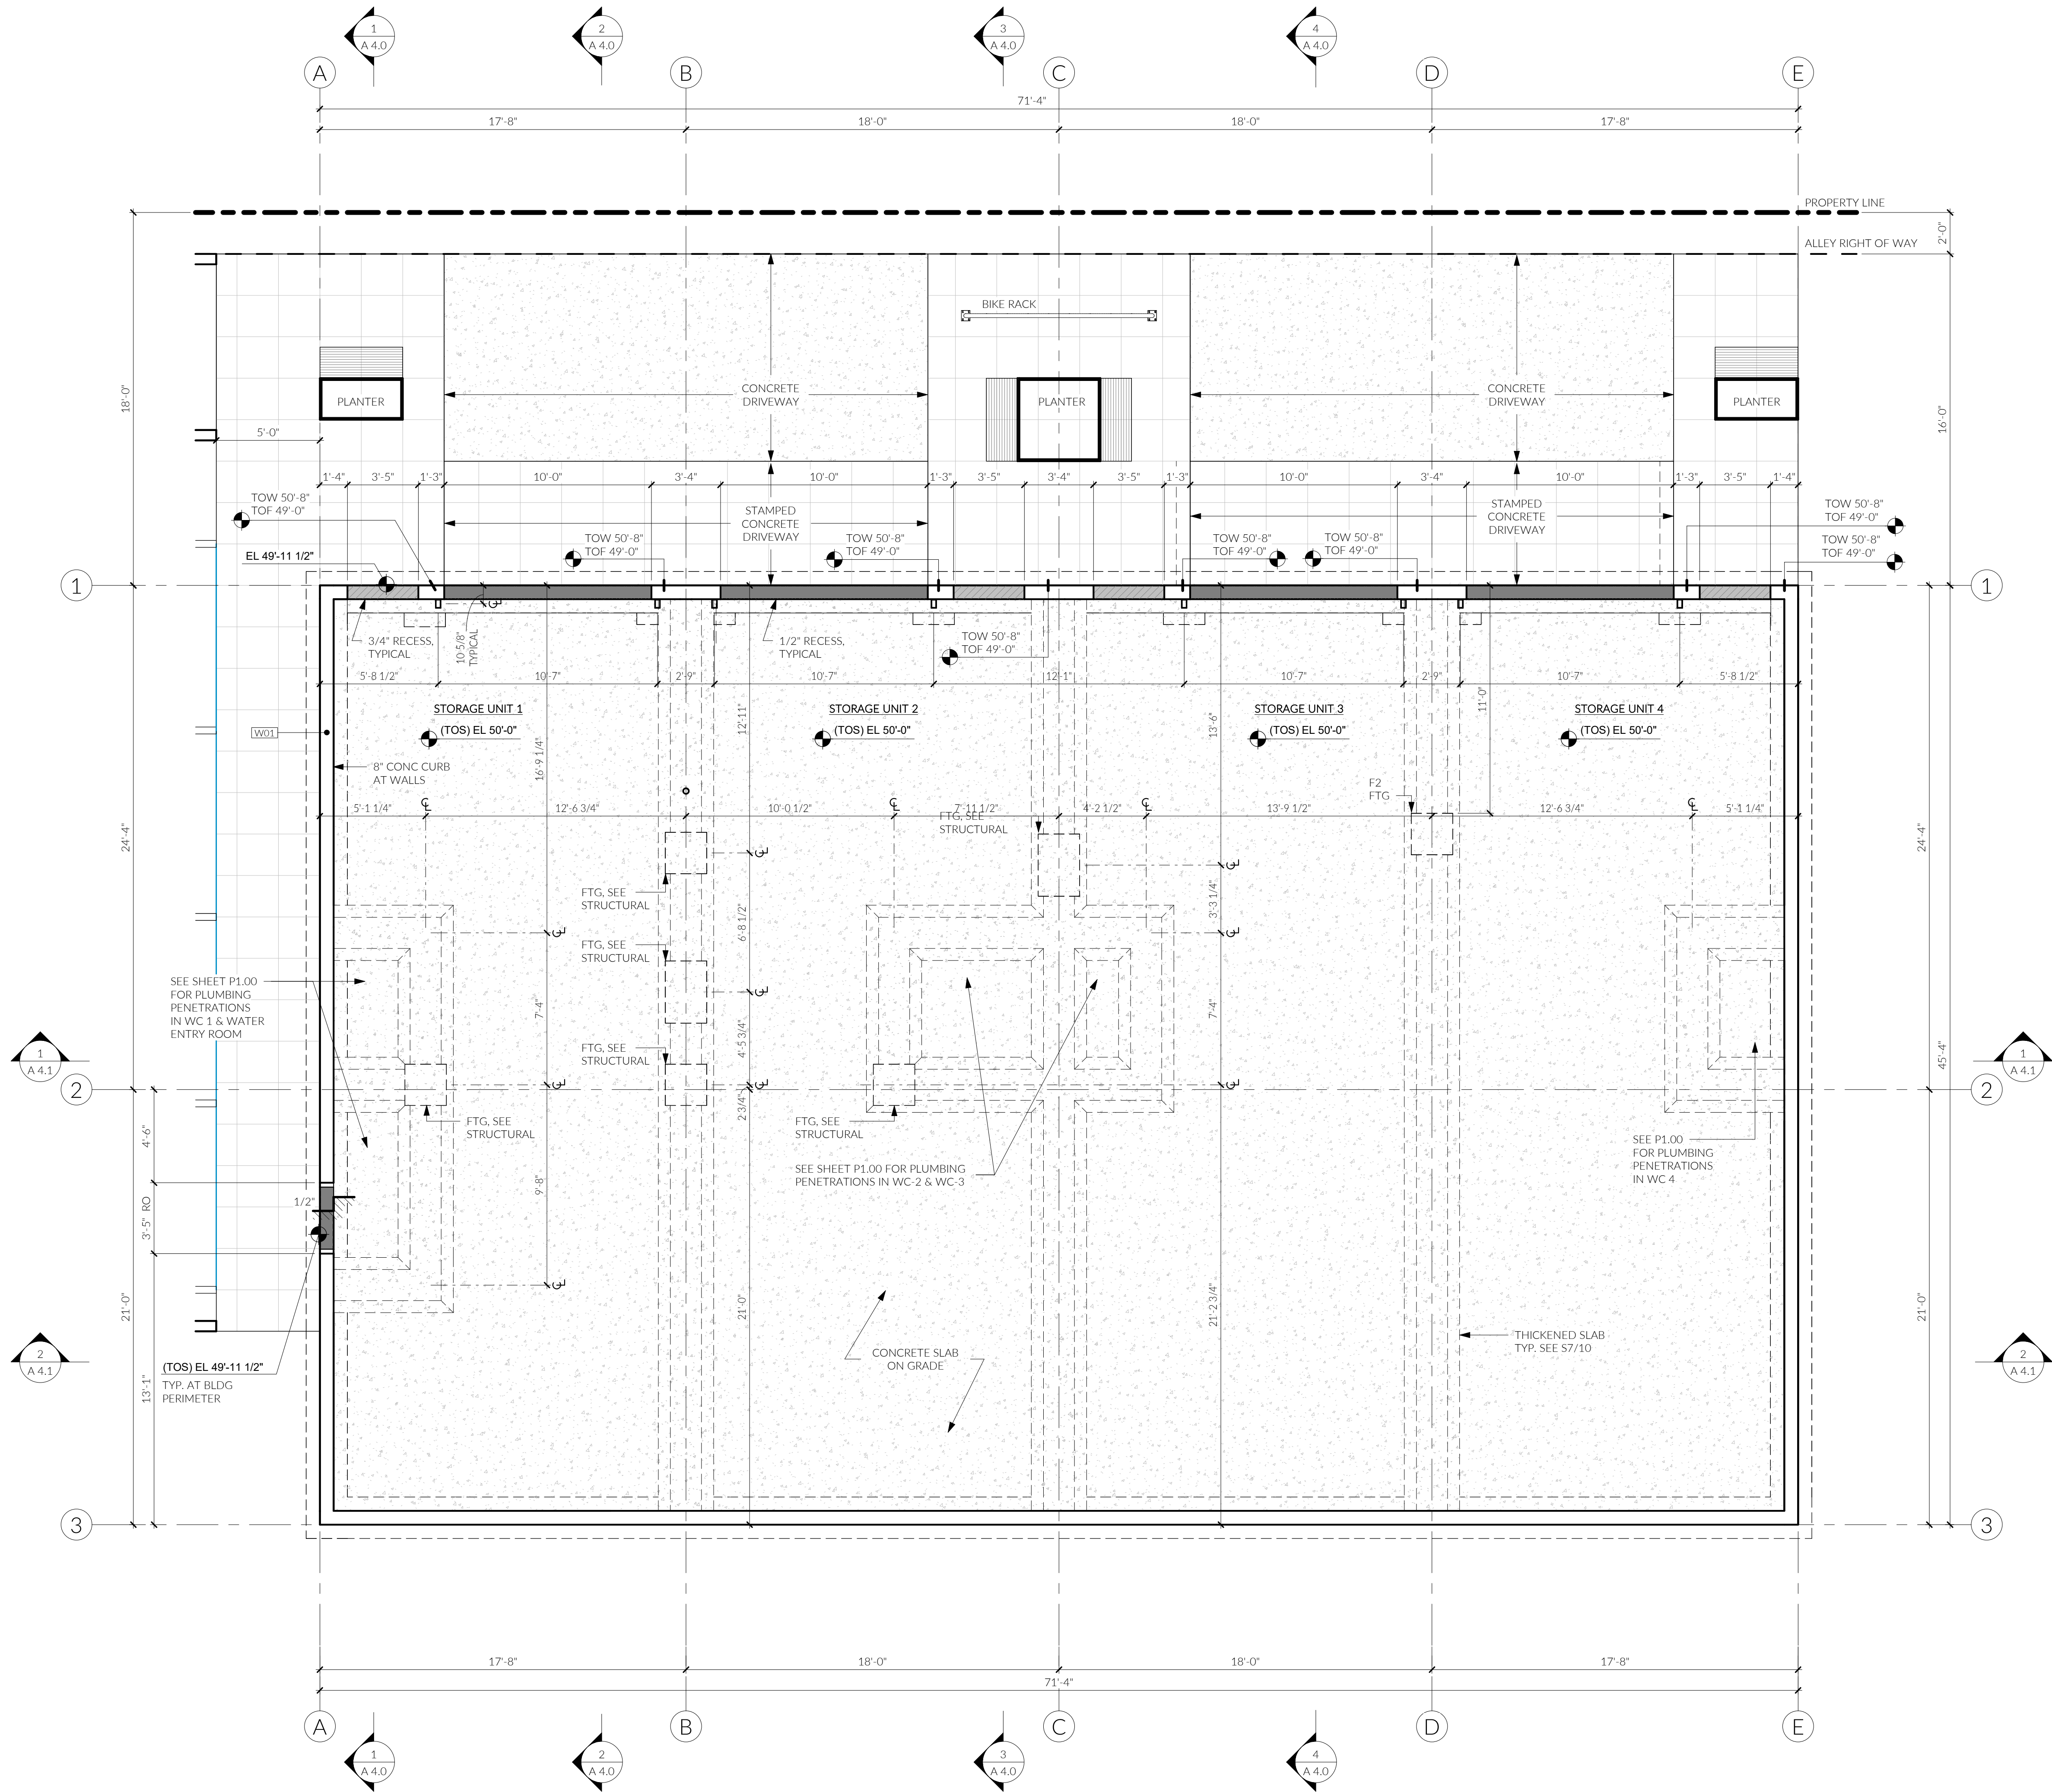 1
A 4.0
2
A 4.0
3
A 4.0
4
A 4.0
A
B
C
D
E
71'-4"
17'-8"
18'-0"
18'-0"
17'-8"
PROPERTY LINE
ALLEY RIGHT OF WAY
2'-0"
18'-0"
16'-0"
BIKE RACK
PLANTER
CONCRETE
DRIVEWAY
PLANTER
CONCRETE
DRIVEWAY
PLANTER
5'-0"
1'-4"
3'-5"
1'-3"
10'-0"
3'-4"
10'-0"
1'-3"
3'-5"
3'-4"
3'-5"
1'-3"
10'-0"
3'-4"
10'-0"
1'-3"
3'-5"
1'-4"
TOW 50'-8"
TOF 49'-0"
STAMPED
CONCRETE
DRIVEWAY
STAMPED
CONCRETE
DRIVEWAY
TOW 50'-8"
TOF 49'-0"
TOW 50'-8"
TOF 49'-0"
TOW 50'-8"
TOF 49'-0"
TOW 50'-8"
TOF 49'-0"
TOW 50'-8"
TOF 49'-0"
TOW 50'-8"
TOF 49'-0"
EL 49'-11 1/2"
1
1
3/4" RECESS,
TYPICAL
10 5/8"
TYPICAL
1/2" RECESS,
TYPICAL
TOW 50'-8"
TOF 49'-0"
5'-8 1/2"
10'-7"
2'-9"
10'-7"
12'-1"
10'-7"
2'-9"
10'-7"
5'-8 1/2"
STORAGE UNIT 1
(TOS) EL 50'-0"
STORAGE UNIT 2
(TOS) EL 50'-0"
STORAGE UNIT 3
(TOS) EL 50'-0"
STORAGE UNIT 4
(TOS) EL 50'-0"
W01
8" CONC CURB
AT WALLS
16'-9 1/4"
12'-11"
13'-6"
11'-0"
F2
FTG
5'-1 1/4"
12'-6 3/4"
10'-0 1/2"
7'-11 1/2"
4'-2 1/2"
13'-9 1/2"
12'-6 3/4"
5'-1 1/4"
FTG, SEE
STRUCTURAL
24'-4"
24'-4"
45'-4"
FTG, SEE
STRUCTURAL
6'-8 1/2"
3'-3 1/4"
FTG, SEE
STRUCTURAL
SEE SHEET P1.00
FOR PLUMBING
PENETRATIONS
IN WC 1 & WATER
ENTRY ROOM
7'-4"
4'-5 3/4"
7'-4"
FTG, SEE
STRUCTURAL
1
A 4.1
1
A 4.1
2
2
2 3/4"
FTG, SEE
STRUCTURAL
FTG, SEE
STRUCTURAL
SEE SHEET P1.00 FOR PLUMBING
PENETRATIONS IN WC-2 & WC-3
SEE P1.00
FOR PLUMBING
PENETRATIONS
IN WC 4
4'-6"
3'-5" RO
1/2"
9'-8"
21'-0"
21'-0"
21'-2 3/4"
21'-0"
13'-1"
(TOS) EL 49'-11 1/2"
TYP. AT BLDG
PERIMETER
CONCRETE SLAB
ON GRADE
THICKENED SLAB
TYP. SEE S7/10
2
A 4.1
2
A 4.1
3
3
17'-8"
18'-0"
18'-0"
17'-8"
71'-4"
A
B
C
D
E
1
A 4.0
2
A 4.0
3
A 4.0
4
A 4.0